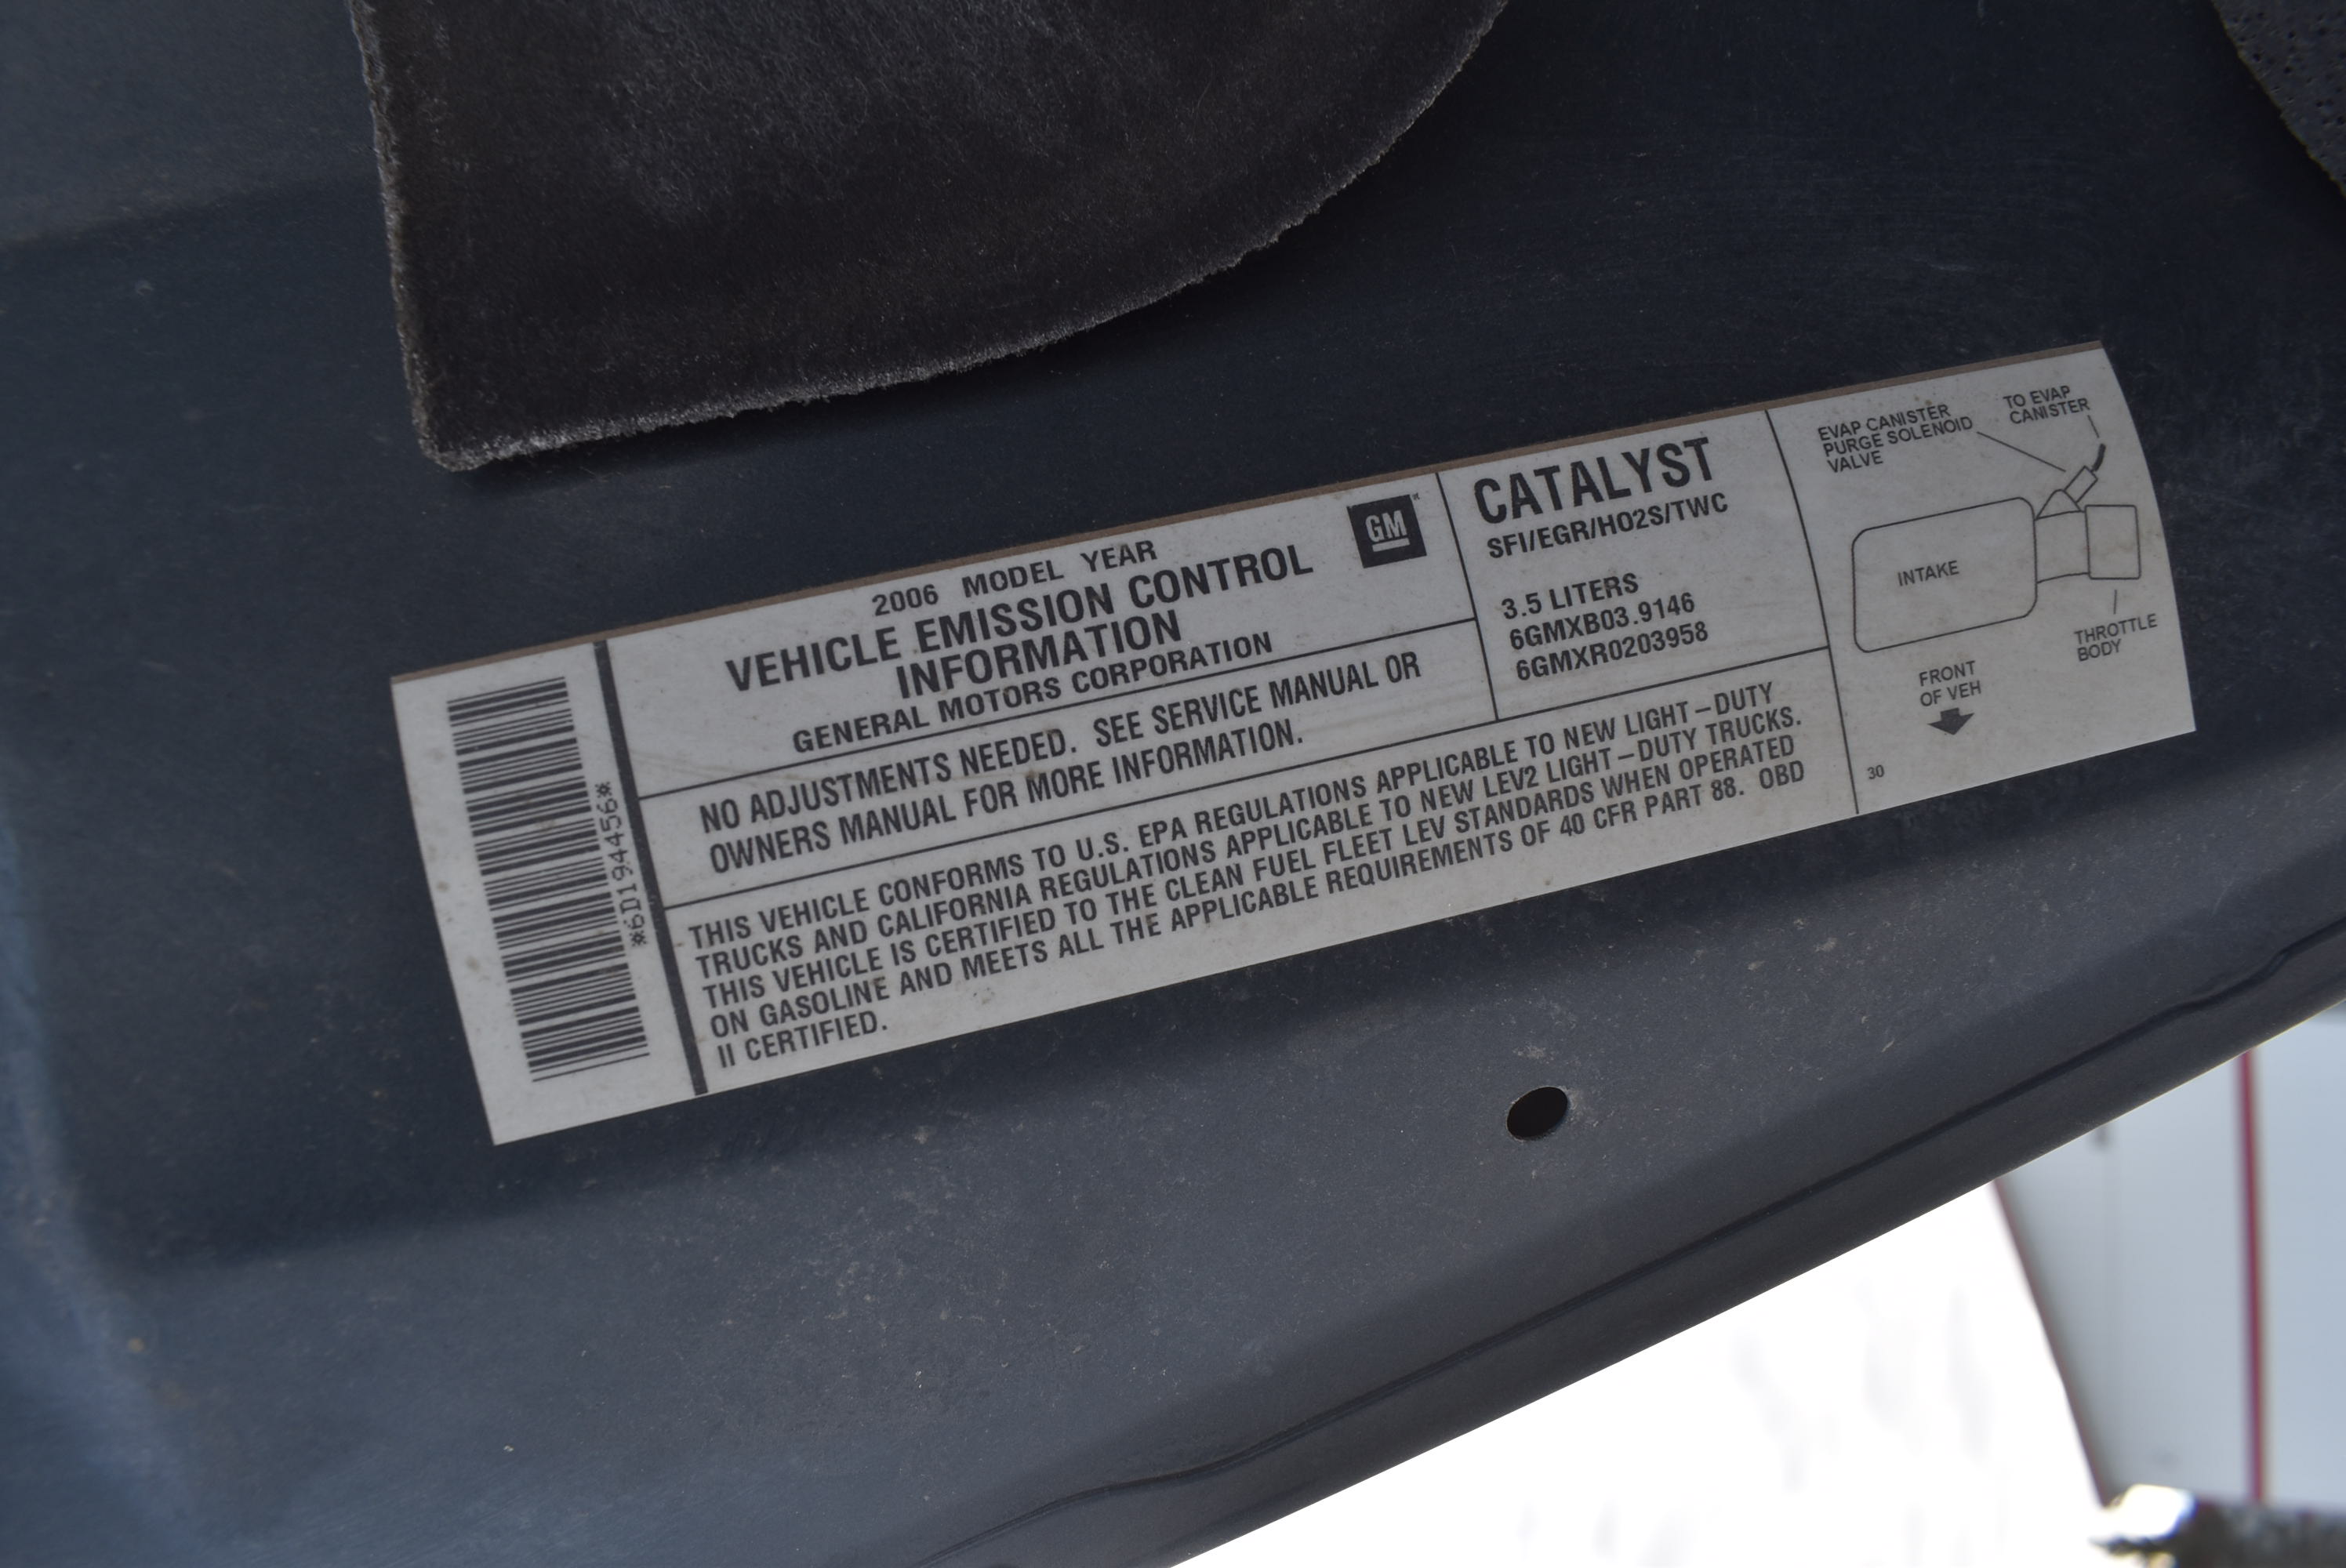 *6D194456*
2006 MODEL YEAR
VEHICLE EMISSION CONTROL
INFORMATION
GENERAL MOTORS CORPORATION
GM
NO ADJUSTMENTS NEEDED. SEE SERVICE MANUAL OR
OWNERS MANUAL FOR MORE INFORMATION.
CATALYST
SFI/EGR/HO2S/TWC
3.5 LITERS
6GMXB03.9146
6GMXR0203958
THIS VEHICLE CONFORMS TO U.S. EPA REGULATIONS APPLICABLE TO NEW LIGHT-DUTY
TRUCKS AND CALIFORNIA REGULATIONS APPLICABLE TO NEW LEV2 LIGHT-DUTY TRUCKS.
THIS VEHICLE IS CERTIFIED TO THE CLEAN FUEL FLEET LEV STANDARDS WHEN OPERATED
ON GASOLINE AND MEETS ALL THE APPLICABLE REQUIREMENTS OF 40 CFR PART 88. OBD
II CERTIFIED.
EVAP CANISTER
PURGE SOLENOID
VALVE
TO EVAP
CANISTER
INTAKE
THROTTLE
BODY
FRONT
OF VEH
30